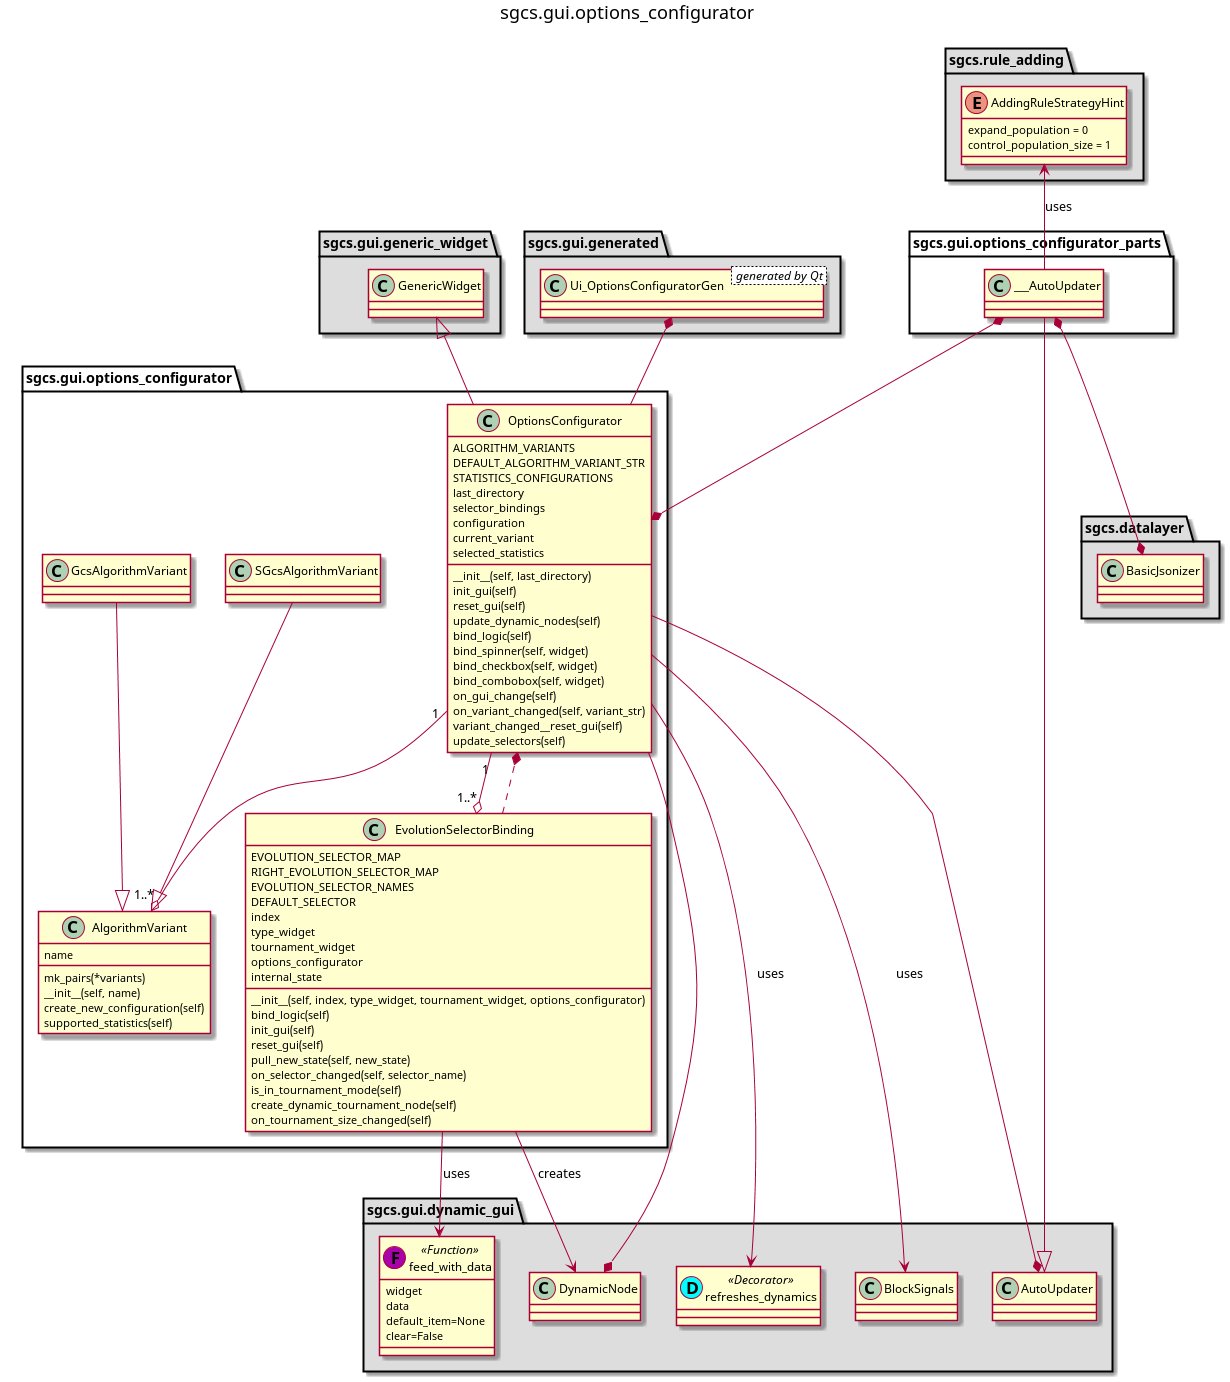 sgcs.gui.options_configurator
sgcs.rule_adding
E AddingRuleStrategyHint
expand_population = 0
control_population_size = 1
uses
sgcs.gui.generic_widget
C GenericWidget
sgcs.gui.generated
C Ui_OptionsConfiguratorGen
generated by Qt
sgcs.gui.options_configurator_parts
C __AutoUpdater
sgcs.gui.options_configurator
C OptionsConfigurator
ALGORITHM_VARIANTS
DEFAULT_ALGORITHM_VARIANT_STR
STATISTICS_CONFIGURATIONS
last_directory
selector_bindings
configuration
current_variant
selected_statistics
__init__(self, last_directory)
init_gui(self)
reset_gui(self)
update_dynamic_nodes(self)
bind_logic(self)
bind_spinner(self, widget)
bind_checkbox(self, widget)
bind_combobox(self, widget)
on_gui_change(self)
on_variant_changed(self, variant_str)
variant_changed__reset_gui(self)
update_selectors(self)
C GcsAlgorithmVariant
C SGcsAlgorithmVariant
sgcs.datalayer
C BasicJsonizer
1
1
1..*
1..*
C AlgorithmVariant
name
mk_pairs(*variants)
__init__(self, name)
create_new_configuration(self)
supported_statistics(self)
C EvolutionSelectorBinding
EVOLUTION_SELECTOR_MAP
RIGHT_EVOLUTION_SELECTOR_MAP
EVOLUTION_SELECTOR_NAMES
DEFAULT_SELECTOR
index
type_widget
tournament_widget
options_configurator
internal_state
__init__(self, index, type_widget, tournament_widget, options_configurator)
bind_logic(self)
init_gui(self)
reset_gui(self)
pull_new_state(self, new_state)
on_selector_changed(self, selector_name)
is_in_tournament_mode(self)
create_dynamic_tournament_node(self)
on_tournament_size_changed(self)
uses
uses
uses
creates
sgcs.gui.dynamic_gui
F «Function»
feed_with_data
widget
data
default_item=None
clear=False
C DynamicNode
D «Decorator»
refreshes_dynamics
C BlockSignals
C AutoUpdater